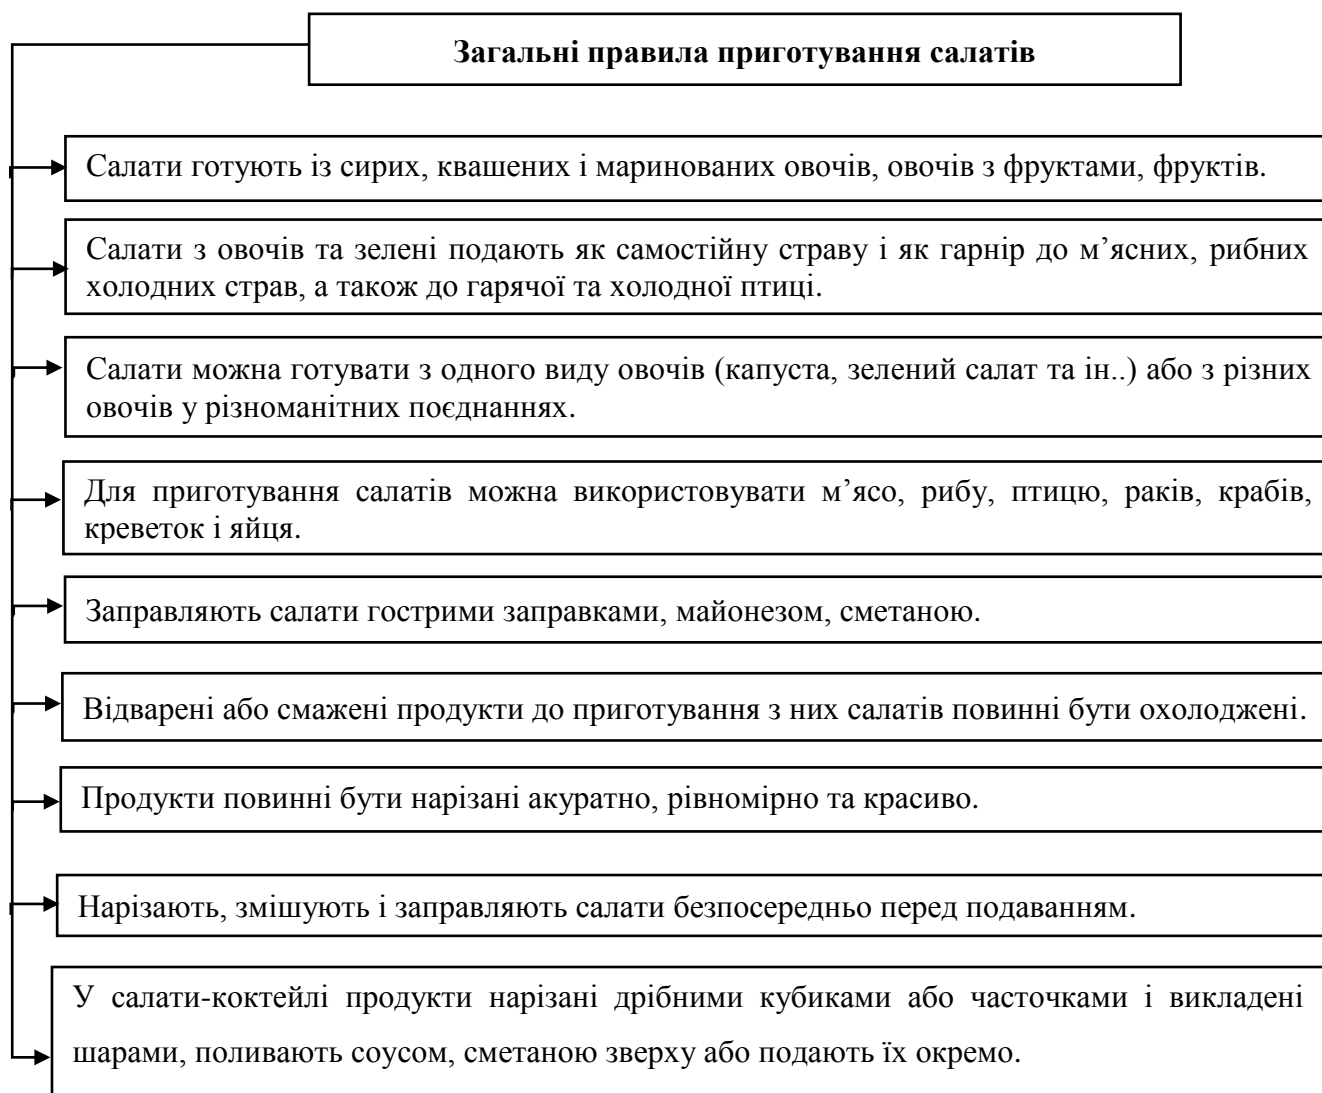 Загальні правила приготування салатів
Салати готують із сирих, квашених і маринованих овочів, овочів з фруктами, фруктів.
Салати з овочів та зелені подають як самостійну страву і як гарнір до м’ясних, рибних
холодних страв, а також до гарячої та холодної птиці.
Салати можна готувати з одного виду овочів (капуста, зелений салат та ін..) або з різних
овочів у різноманітних поєднаннях.
Для приготування салатів можна використовувати м’ясо, рибу, птицю, раків, крабів,
креветок і яйця.
Заправляють салати гострими заправками, майонезом, сметаною.
Відварені або смажені продукти до приготування з них салатів повинні бути охолоджені.
Продукти повинні бути нарізані акуратно, рівномірно та красиво.
Нарізають, змішують і заправляють салати безпосередньо перед подаванням.
У салати-коктейлі продукти нарізані дрібними кубиками або часточками і викладені
шарами, поливають соусом, сметаною зверху або подають їх окремо.